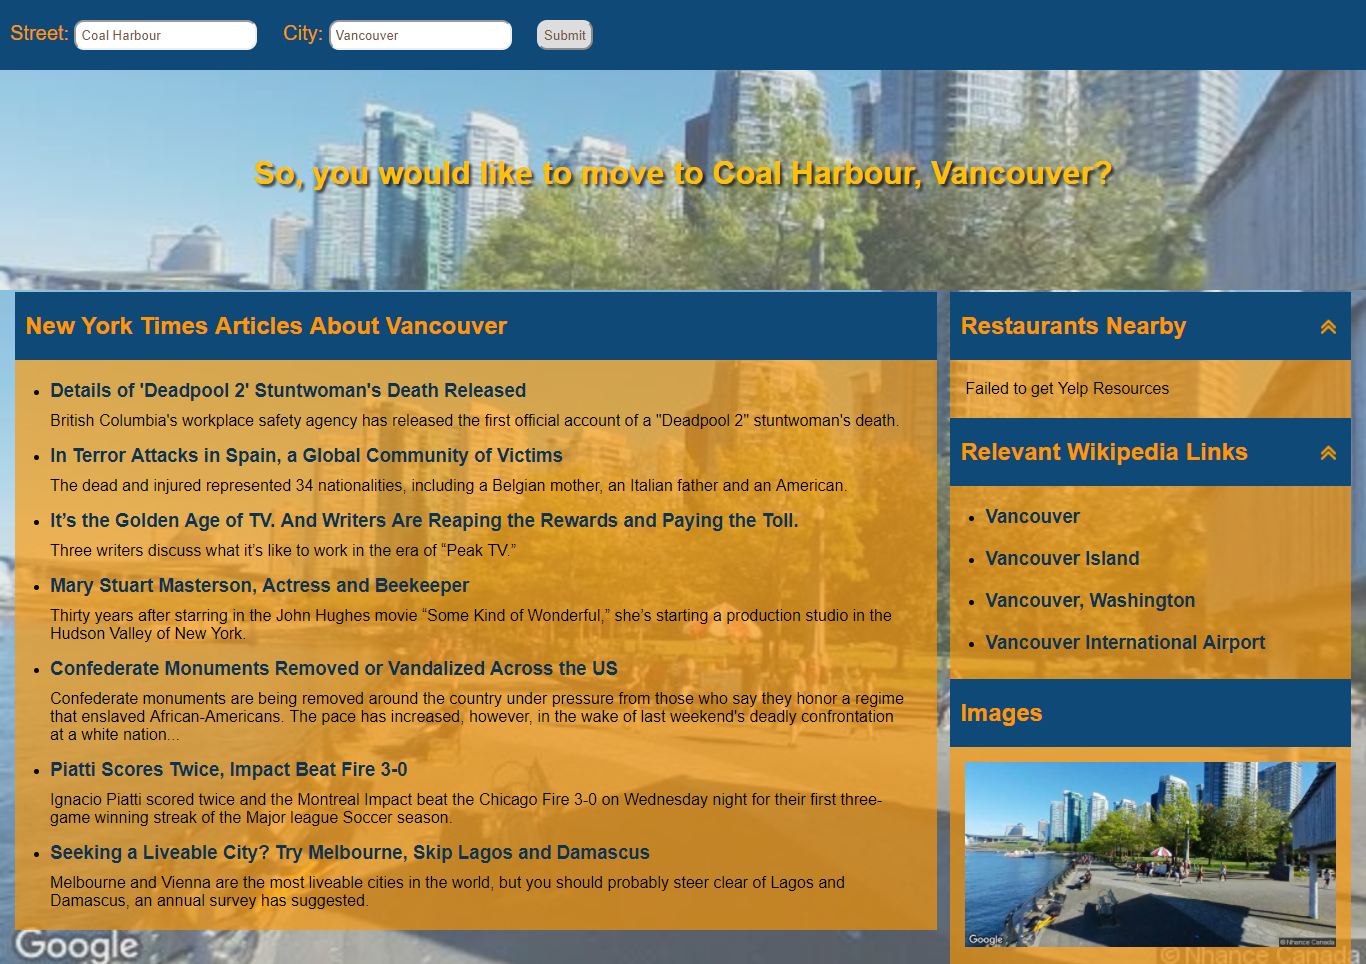 Street: Coal Harbour City: Vancouver Submit
So, you would like to move to Coal Harbour, Vancouver?
New York Times Articles About Vancouver
Details of 'Deadpool 2' Stuntwoman's Death Released
British Columbia's workplace safety agency has released the first official account of a "Deadpool 2" stuntwoman's death.
In Terror Attacks in Spain, a Global Community of Victims
The dead and injured represented 34 nationalities, including a Belgian mother, an Italian father and an American.
It’s the Golden Age of TV. And Writers Are Reaping the Rewards and Paying the Toll.
Three writers discuss what it’s like to work in the era of “Peak TV.”
Mary Stuart Masterson, Actress and Beekeeper
Thirty years after starring in the John Hughes movie “Some Kind of Wonderful,” she’s starting a production studio in the
Hudson Valley of New York.
Confederate Monuments Removed or Vandalized Across the US
Confederate monuments are being removed around the country under pressure from those who say they honor a regime
that enslaved African-Americans. The pace has increased, however, in the wake of last weekend's deadly confrontation
at a white nation...
Piatti Scores Twice, Impact Beat Fire 3-0
Ignacio Piatti scored twice and the Montreal Impact beat the Chicago Fire 3-0 on Wednesday night for their first three-
game winning streak of the Major league Soccer season.
Seeking a Liveable City? Try Melbourne, Skip Lagos and Damascus
Melbourne and Vienna are the most liveable cities in the world, but you should probably steer clear of Lagos and
Damascus, an annual survey has suggested.
Restaurants Nearby
Failed to get Yelp Resources
Relevant Wikipedia Links
Vancouver
Vancouver Island
Vancouver, Washington
Vancouver International Airport
Images
Google
© Nhance Canada
Google
© Nhance Canada